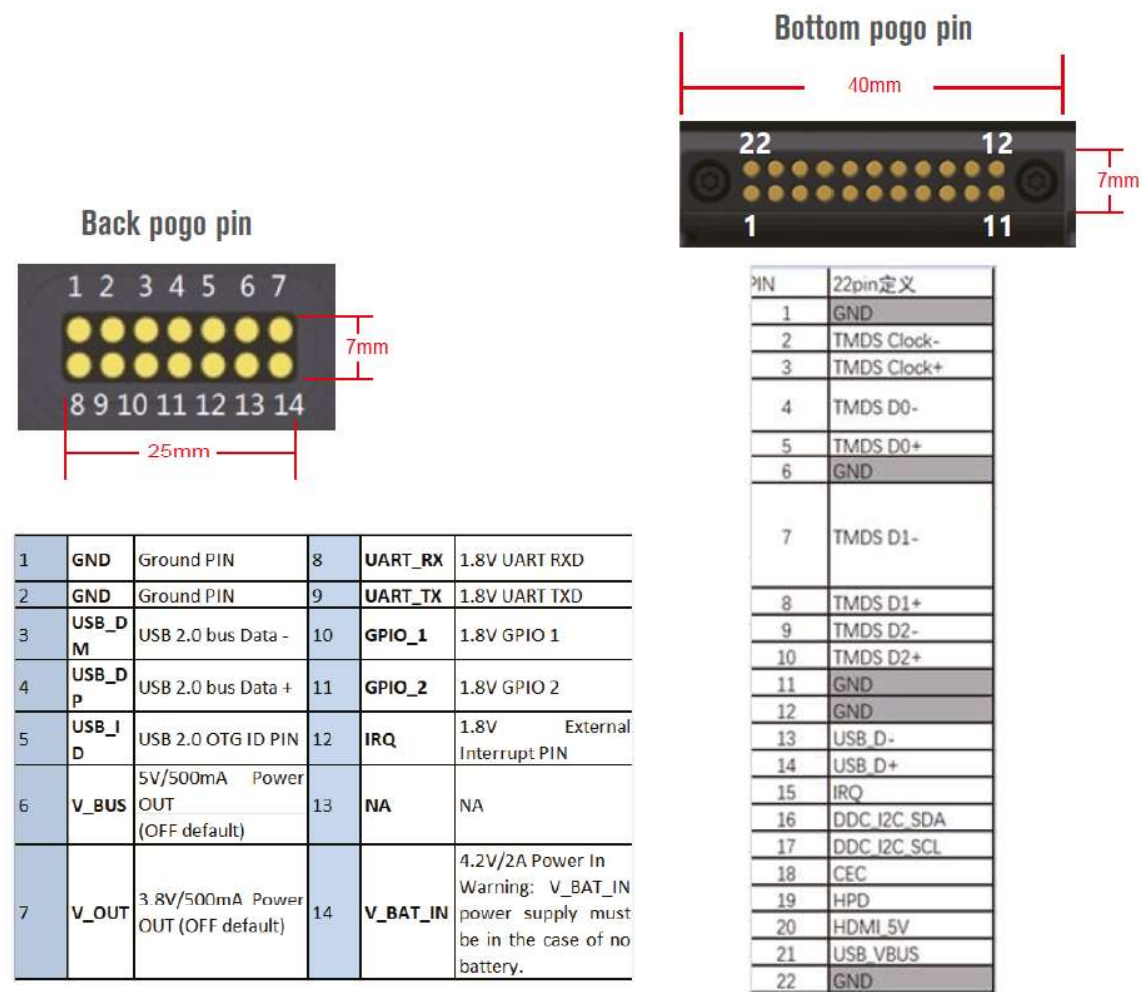 Bottom pogo pin
40mm
22 12
7mm
1 11
Back pogo pin
1 2 3 4 5 6 7
7mm
8 9 10 11 12 13 14
25mm
1 GND Ground PIN 8 UART_RX 1.8V UART RXD
2 GND Ground PIN 9 UART_TX 1.8V UART TXD
3 USB_D
M USB 2.0 bus Data - 10 GPIO_1 1.8V GPIO 1
4 USB_D
P USB 2.0 bus Data + 11 GPIO_2 1.8V GPIO 2
5 USB_I
D USB 2.0 OTG ID PIN 12 IRQ 1.8V External
Interrupt PIN
6 V_BUS 5V/500mA Power
OUT
(OFF default) 13 NA NA
7 V_OUT 3.8V/500mA Power
OUT (OFF default) 14 V_BAT_IN 4.2V/2A Power In
Warning: V_BAT_IN
power supply must
be in the case of no
battery.
PIN 22pin定义
1 GND
2 TMDS Clock-
3 TMDS Clock+
4 TMDS D0-
5 TMDS D0+
6 GND
7 TMDS D1-
8 TMDS D1+
9 TMDS D2-
10 TMDS D2+
11 GND
12 GND
13 USB_D-
14 USB_D+
15 IRQ
16 DDC_I2C_SDA
17 DDC_I2C_SCL
18 CEC
19 HPD
20 HDMI_5V
21 USB_VBUS
22 GND